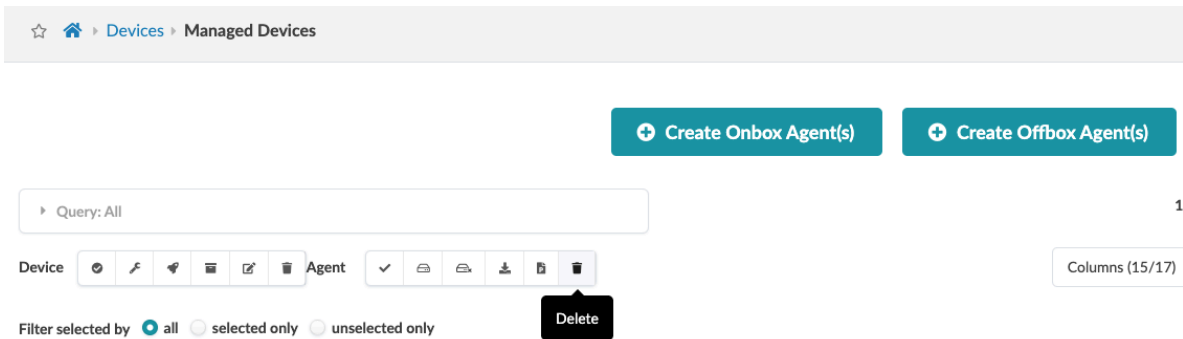 Devices Managed Devices
Create Onbox Agent(s) Create Offbox Agent(s)
Query: All
1
Device Agent Columns (15/17)
Delete
Filter selected by all selected only unselected only